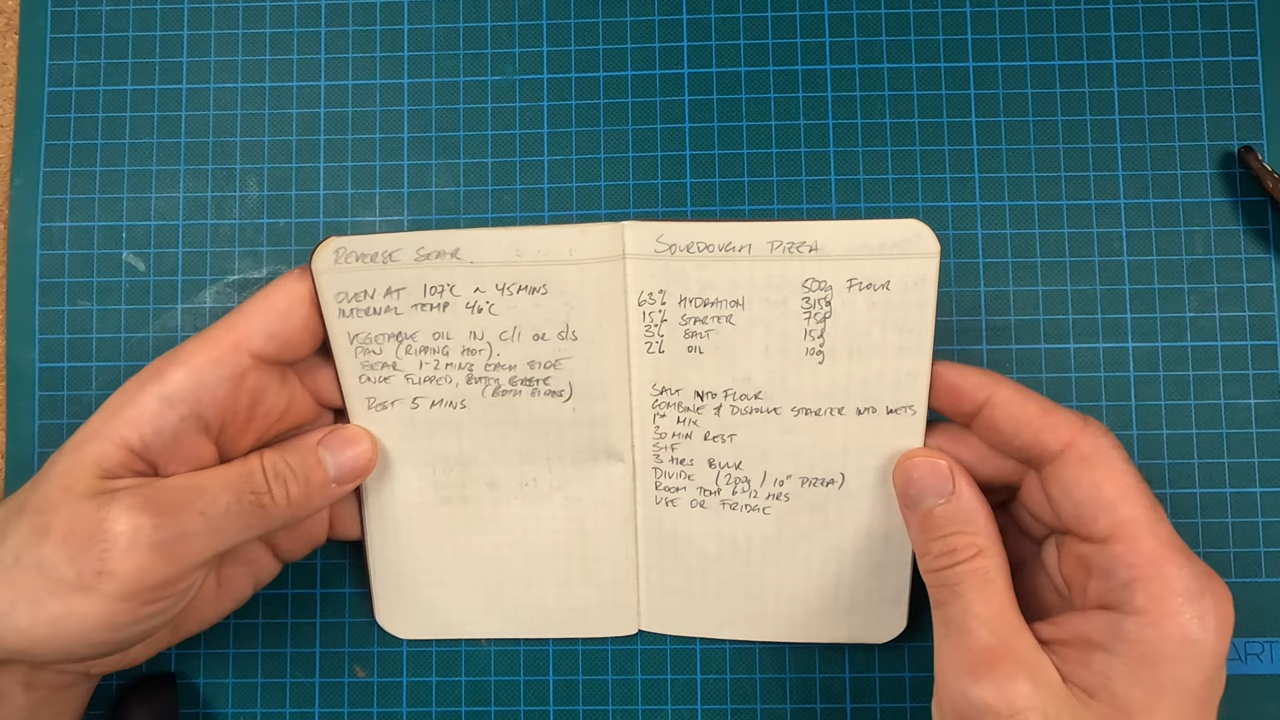 REVERSE SEAR.
OVEN AT 107°C ~ 45MINS
INTERNAL TEMP 46°C
VEGETABLE OIL IN C/I OR S/S
PAN (RIPPING HOT).
SEAR 1-2 MINS EACH SIDE
ONCE FLIPPED, BUTTER BASTE
(BOTH SIDES)
REST 5 MINS
SOURDOUGH PIZZA
500g FLOUR
63% HYDRATION 315g
15% STARTER 75g
3% SALT 15g
2% OIL 10g
SALT INTO FLOUR
COMBINE & DISSOLVE STARTER INTO WETS
1st MIX
30 MIN REST
S+F
3 HRS BULK
DIVIDE (200g / 10" PIZZA)
ROOM TEMP 12 HRS
USE OR FRIDGE
ART